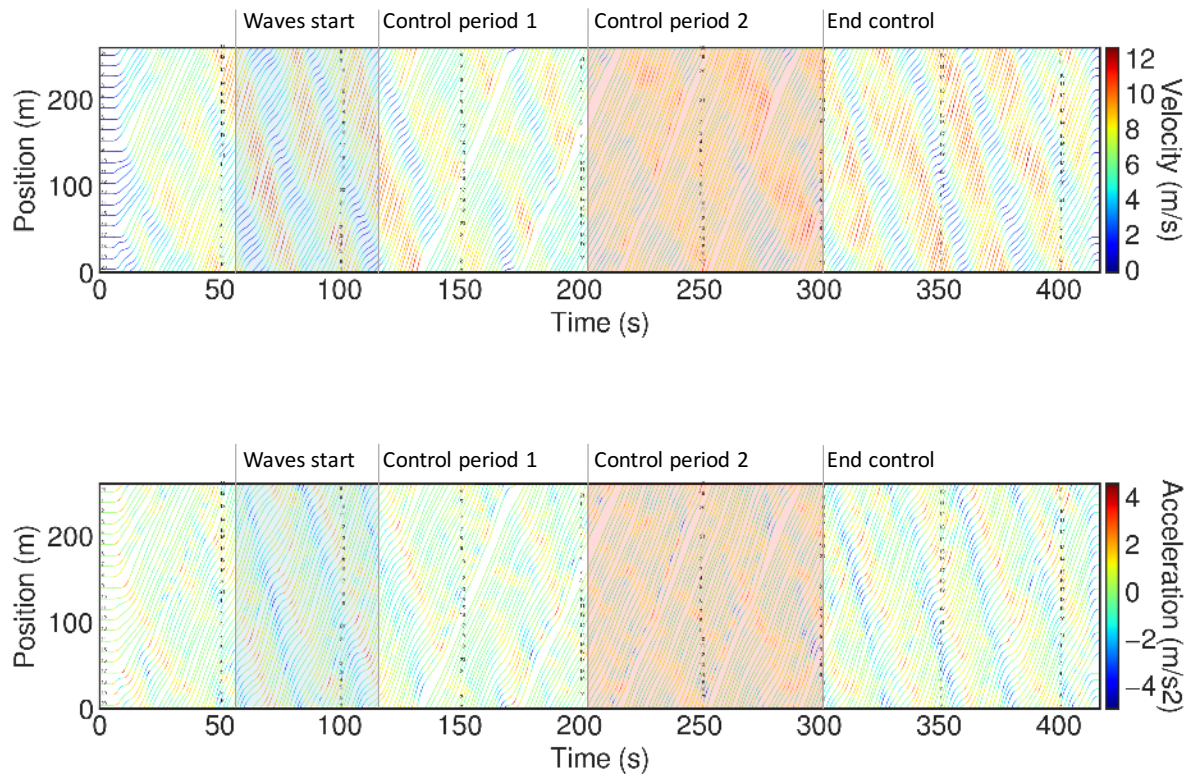 Waves start Control period 1 Control period 2 End control
Position (m)
200
100
0
0 50 100 150 200 250 300 350 400
Time (s)
12
10
8
6
4
2
0
Velocity (m/s)
Waves start Control period 1 Control period 2 End control
Position (m)
200
100
0
0 50 100 150 200 250 300 350 400
Time (s)
4
2
0
−2
−4
Acceleration (m/s2)